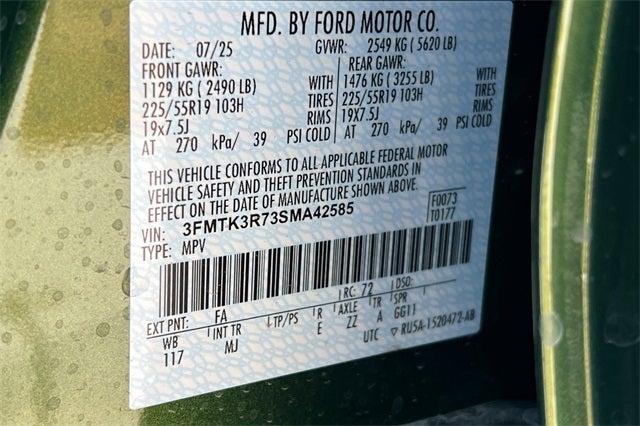 MFD. BY FORD MOTOR CO.
DATE: 07/25 GVWR: 2549 KG ( 5620 LB)
FRONT GAWR: REAR GAWR:
1129 KG ( 2490 LB) WITH 1476 KG ( 3255 LB) WITH
225/55R19 103H TIRES 225/55R19 103H TIRES
19x7.5J RIMS 19x7.5J RIMS
AT 270 kPa/ 39 PSI COLD AT 270 kPa/ 39 PSI COLD
THIS VEHICLE CONFORMS TO ALL APPLICABLE FEDERAL MOTOR
VEHICLE SAFETY AND THEFT PREVENTION STANDARDS IN
EFFECT ON THE DATE OF MANUFACTURE SHOWN ABOVE.
VIN: 3FMTK3R73SMA42585 F0073
TYPE: MPV T0177
RC: 72 DSO:
EXT PNT: FA
WB INT TR TP/PS R AXLE TR SPR
117 MJ E ZZ A GG11
UTC ▽ RU5A-1520472-AB